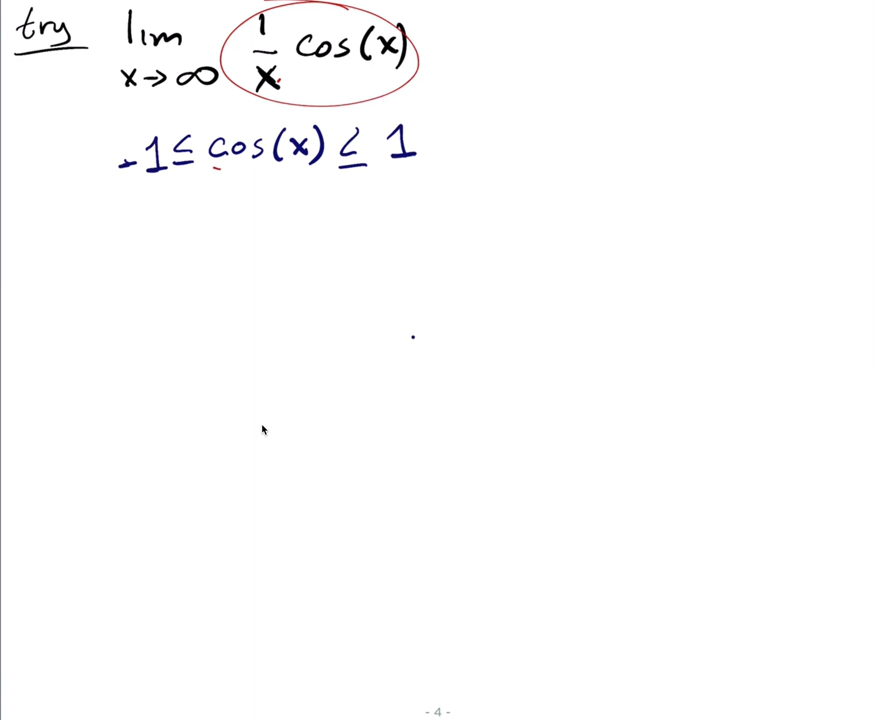 try lim x→∞ 1/x cos(x)
-1 ≤ cos(x) ≤ 1
- 4 -